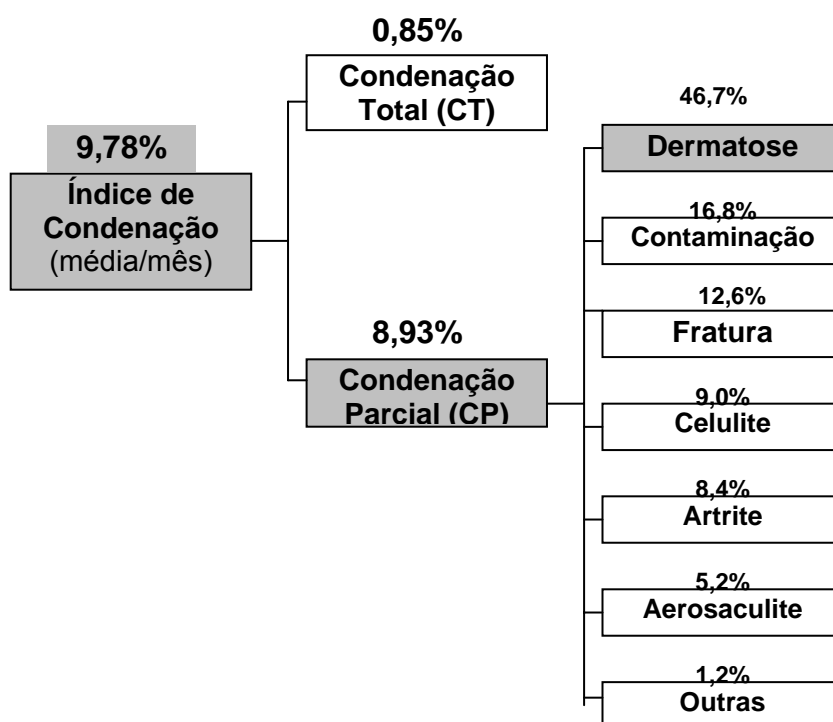 0,85%
Condenação
Total (CT)
9,78%
Índice de
Condenação
(média/mês)
8,93%
Condenação
Parcial (CP)
46,7%
Dermatose
16,8%
Contaminação
12,6%
Fratura
9,0%
Celulite
8,4%
Artrite
5,2%
Aerosaculite
1,2%
Outras